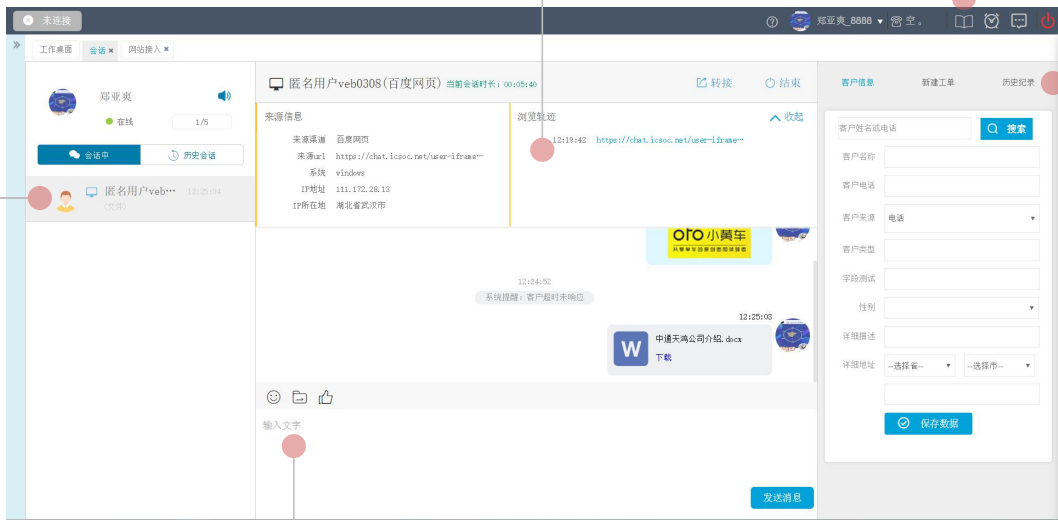 未连接
郑亚爽_8888
工作桌面 会话 网站接入
郑亚爽
在线 1/5
会话中 历史会话
匿名用户veb··· 12:25:04
(文件)
匿名用户veb0308(百度网页) 当前会话时长: 00:05:40 转接 结束
来源信息
来源渠道 百度网页
来源url https://chat.icsoc.net/user-iframe···
系统 windows
IP地址 111.172.28.13
IP所在地 湖北省武汉市
浏览轨迹 收起
12:19:42 https://chat.icsoc.net/user-iframe···
ofo小黄车
12:24:52
系统提醒: 客户超时未响应
12:25:03
W
中通天鸿公司介绍.docx
下载
输入文字
发送消息
客户信息 新建工单 历史纪录
客户姓名或电话 搜索
客户名称
客户电话
客户来源 电话
客户类型
字段测试
性别
详细描述
详细地址 --选择省-- --选择市--
保存数据